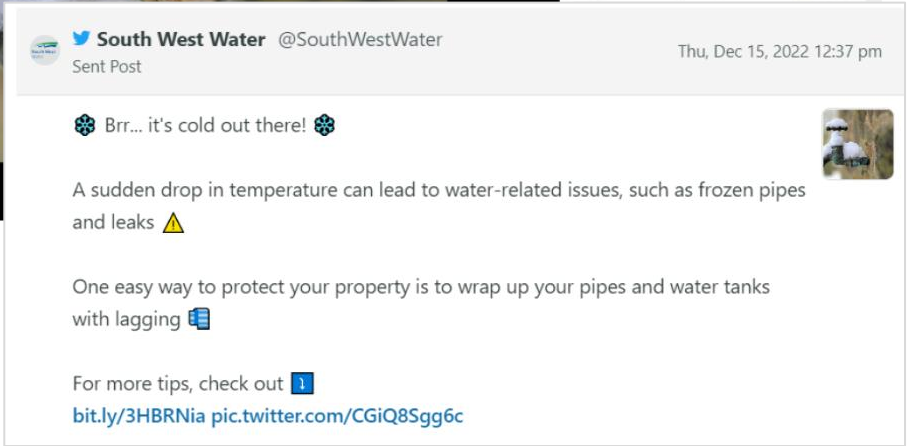 South West Water @SouthWestWater
Sent Post
Thu, Dec 15, 2022 12:37 pm
❄ Brr... it's cold out there! ❄
A sudden drop in temperature can lead to water-related issues, such as frozen pipes
and leaks ⚠
One easy way to protect your property is to wrap up your pipes and water tanks
with lagging
For more tips, check out ⤵
bit.ly/3HBRNia pic.twitter.com/CGiQ8Sgg6c